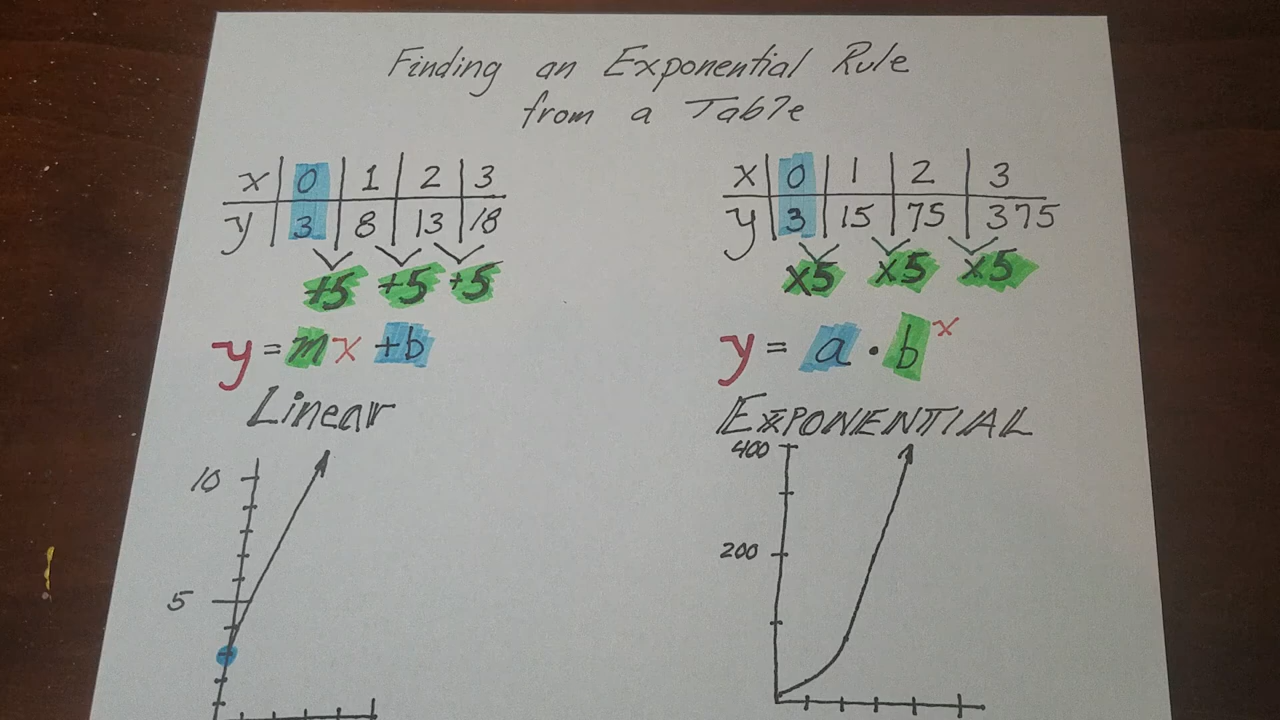 Finding an Exponential Rule
from a Table
x 0 1 2 3
y 3 8 13 18
+5 +5 +5
y = mx + b
Linear
10
5
x 0 1 2 3
y 3 15 75 375
x5 x5 x5
y = a · b^x
EXPONENTIAL
400
200